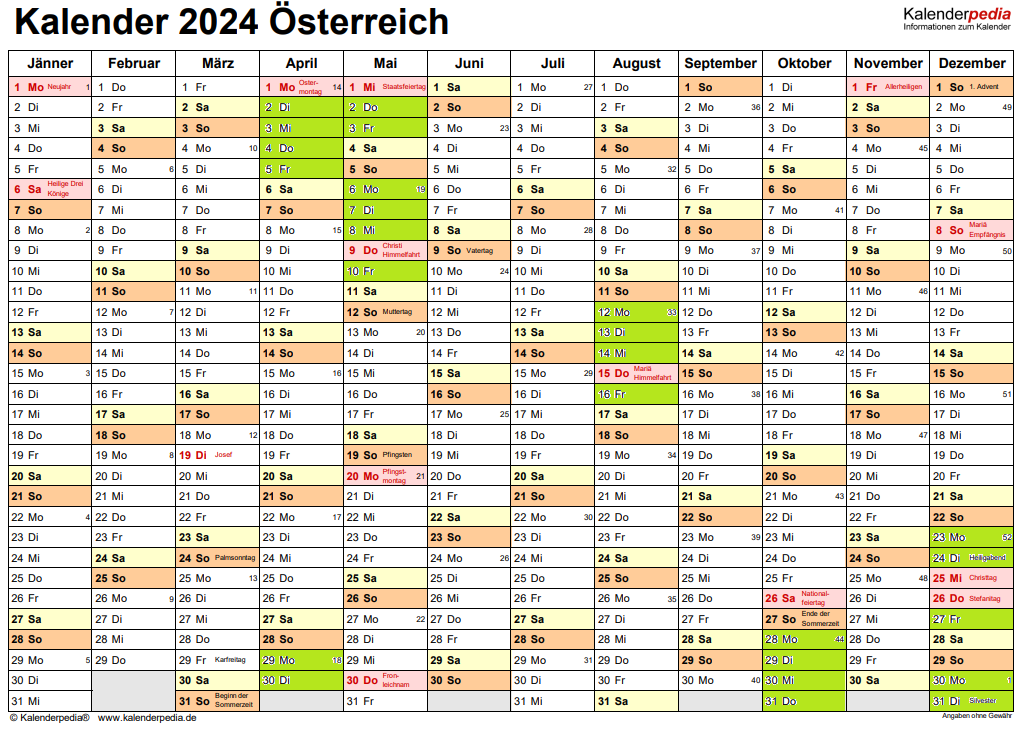 Kalender 2024 Österreich
Kalenderpedia
Informationen zum Kalender
Jänner Februar März April Mai Juni Juli August September Oktober November Dezember
1 Mo Neujahr 1 1 Do 1 Fr 1 Mo Oster-montag 14 1 Mi Staatsfeiertag 1 Sa 1 Mo 27 1 Do 1 So 1 Di 1 Fr Allerheiligen 1 So 1. Advent
2 Di 2 Fr 2 Sa 2 Di 2 Do 2 So 2 Di 2 Fr 2 Mo 36 2 Mi 2 Sa 2 Mo 49
3 Mi 3 Sa 3 So 3 Mi 3 Fr 3 Mo 23 3 Mi 3 Sa 3 Di 3 Do 3 So 3 Di
4 Do 4 So 4 Mo 10 4 Do 4 Sa 4 Di 4 Do 4 So 4 Mi 4 Fr 4 Mo 45 4 Mi
5 Fr 5 Mo 6 5 Di 5 Fr 5 So 5 Mi 5 Fr 5 Mo 32 5 Do 5 Sa 5 Di 5 Do
6 Sa Heilige Drei Könige 6 Di 6 Mi 6 Sa 6 Mo 19 6 Do 6 Sa 6 Di 6 Fr 6 So 6 Mi 6 Fr
7 So 7 Mi 7 Do 7 So 7 Di 7 Fr 7 So 7 Mi 7 Sa 7 Mo 41 7 Do 7 Sa
8 Mo 2 8 Do 8 Fr 8 Mo 15 8 Mi 8 Sa 8 Mo 28 8 Do 8 So 8 Di 8 Fr 8 So Mariä Empfängnis
9 Di 9 Fr 9 Sa 9 Di 9 Do Christi Himmelfahrt 9 So Vatertag 9 Di 9 Fr 9 Mo 37 9 Mi 9 Sa 9 Mo 50
10 Mi 10 Sa 10 So 10 Mi 10 Fr 10 Mo 24 10 Mi 10 Sa 10 Di 10 Do 10 So 10 Di
11 Do 11 So 11 Mo 11 11 Do 11 Sa 11 Di 11 Do 11 So 11 Mi 11 Fr 11 Mo 46 11 Mi
12 Fr 12 Mo 7 12 Di 12 Fr 12 So Muttertag 12 Mi 12 Fr 12 Mo 33 12 Do 12 Sa 12 Di 12 Do
13 Sa 13 Di 13 Mi 13 Sa 13 Mo 20 13 Do 13 Sa 13 Di 13 Fr 13 So 13 Mi 13 Fr
14 So 14 Mi 14 Do 14 So 14 Di 14 Fr 14 So 14 Mi 14 Sa 14 Mo 42 14 Do 14 Sa
15 Mo 3 15 Do 15 Fr 15 Mo 16 15 Mi 15 Sa 15 Mo 29 15 Do Mariä Himmelfahrt 15 So 15 Di 15 Fr 15 So
16 Di 16 Fr 16 Sa 16 Di 16 Do 16 So 16 Di 16 Fr 16 Mo 38 16 Mi 16 Sa 16 Mo 51
17 Mi 17 Sa 17 So 17 Mi 17 Fr 17 Mo 25 17 Mi 17 Sa 17 Di 17 Do 17 So 17 Di
18 Do 18 So 18 Mo 12 18 Do 18 Sa 18 Di 18 Do 18 So 18 Mi 18 Fr 18 Mo 47 18 Mi
19 Fr 19 Mo 8 19 Di Josef 19 Fr 19 So Pfingsten 19 Mi 19 Fr 19 Mo 34 19 Do 19 Sa 19 Di 19 Do
20 Sa 20 Di 20 Mi 20 Sa 20 Mo Pfingst-montag 21 20 Do 20 Sa 20 Di 20 Fr 20 So 20 Mi 20 Fr
21 So 21 Mi 21 Do 21 So 21 Di 21 Fr 21 So 21 Mi 21 Sa 21 Mo 43 21 Do 21 Sa
22 Mo 4 22 Do 22 Fr 22 Mo 17 22 Mi 22 Sa 22 Mo 30 22 Do 22 So 22 Di 22 Fr 22 So
23 Di 23 Fr 23 Sa 23 Di 23 Do 23 So 23 Di 23 Fr 23 Mo 39 23 Mi 23 Sa 23 Mo 52
24 Mi 24 Sa 24 So Palmsonntag 24 Mi 24 Fr 24 Mo 26 24 Mi 24 Sa 24 Di 24 Do 24 So 24 Di Heiligabend
25 Do 25 So 25 Mo 13 25 Do 25 Sa 25 Di 25 Do 25 So 25 Mi 25 Fr 25 Mo 48 25 Mi Christtag
26 Fr 26 Mo 9 26 Di 26 Fr 26 So 26 Mi 26 Fr 26 Mo 35 26 Do 26 Sa National-feiertag 26 Di 26 Do Stefanitag
27 Sa 27 Di 27 Mi 27 Sa 27 Mo 22 27 Do 27 Sa 27 Di 27 Fr 27 So Ende der Sommerzeit 27 Mi 27 Fr
28 So 28 Mi 28 Do 28 So 28 Di 28 Fr 28 So 28 Mi 28 Sa 28 Mo 44 28 Do 28 Sa
29 Mo 5 29 Do 29 Fr Karfreitag 29 Mo 18 29 Mi 29 Sa 29 Mo 31 29 Do 29 So 29 Di 29 Fr 29 So
30 Di 30 Sa 30 Di 30 Do Fron-leichnam 30 So 30 Di 30 Fr 30 Mo 40 30 Mi 30 Sa 30 Mo 1
31 Mi 31 So Beginn der Sommerzeit 31 Fr 31 Mi 31 Sa 31 Do 31 Di Silvester
© Kalenderpedia® www.kalenderpedia.de Angaben ohne Gewähr